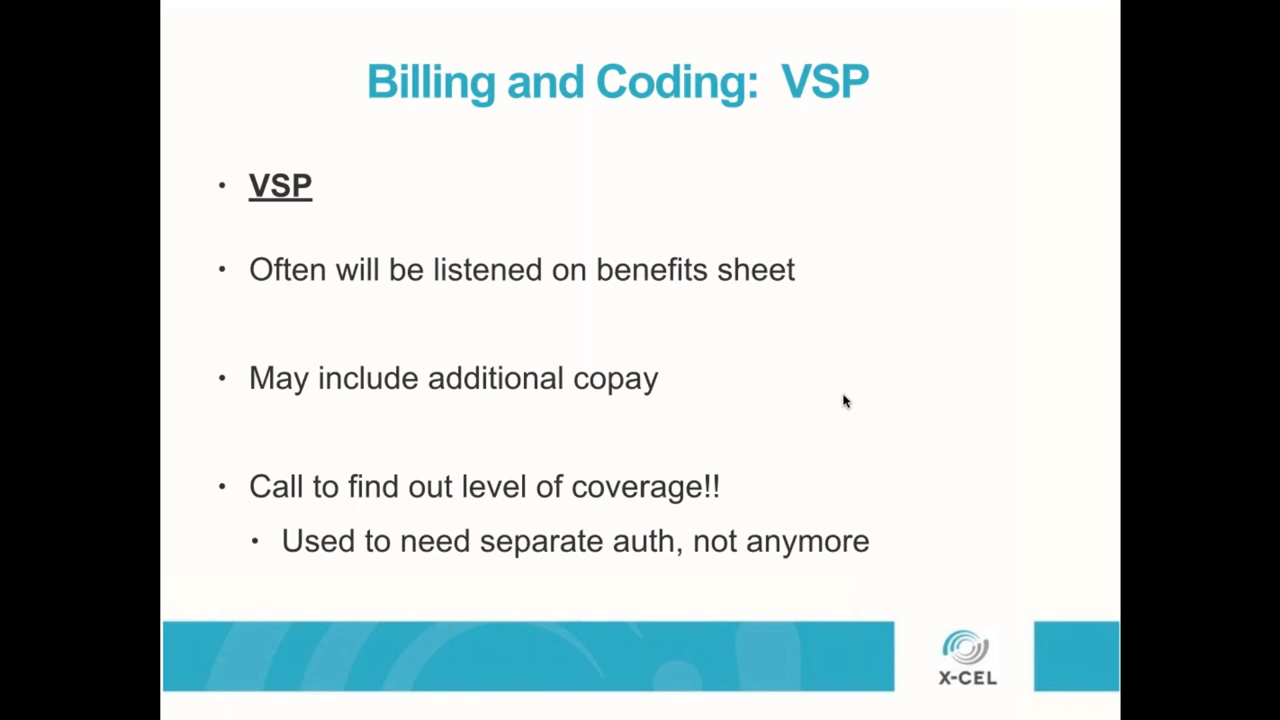 Billing and Coding: VSP
VSP
Often will be listened on benefits sheet
May include additional copay
Call to find out level of coverage!!
Used to need separate auth, not anymore
X-CEL